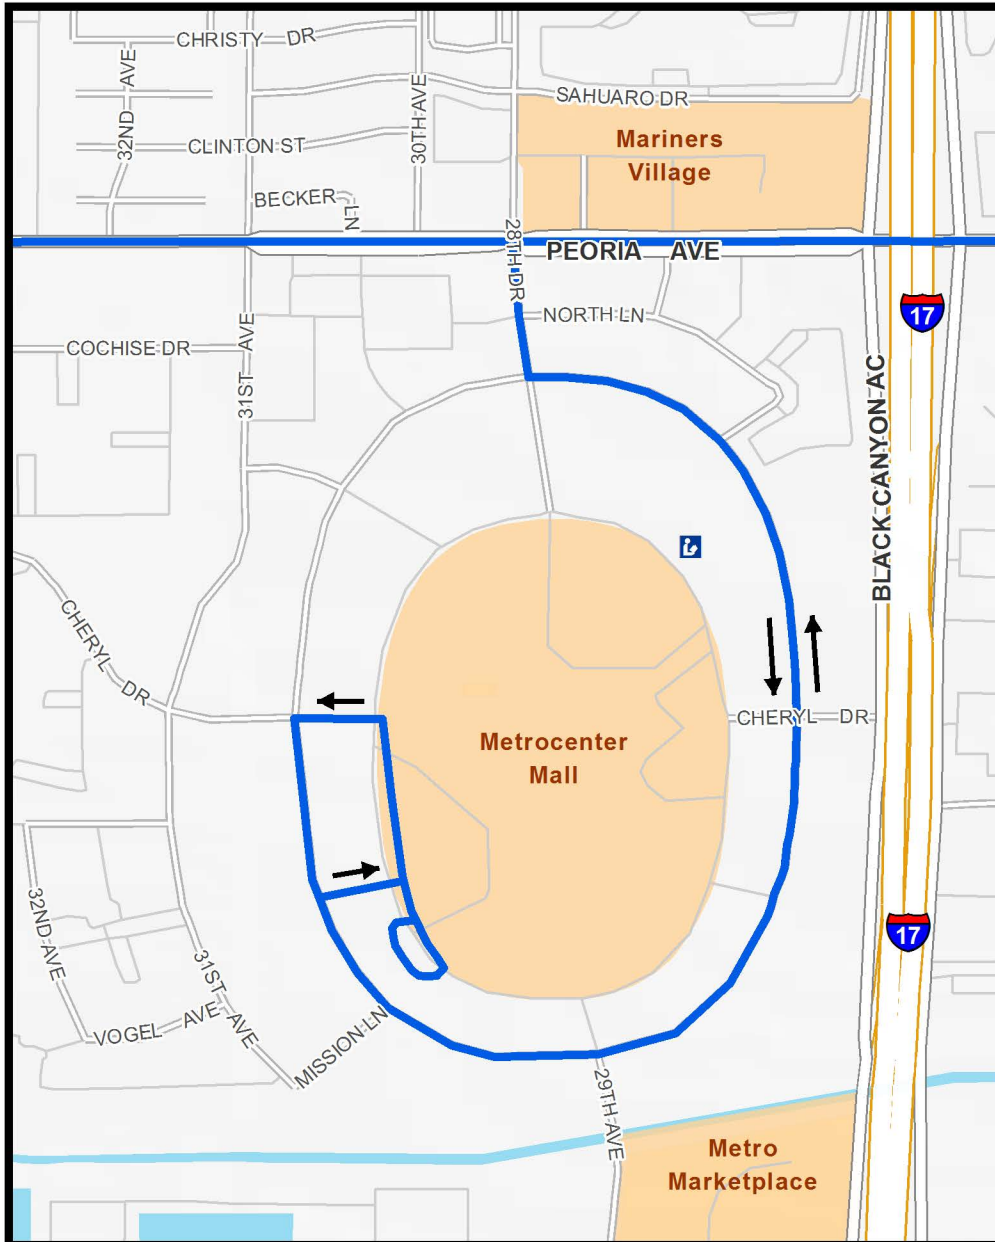 CHRISTY DR
32ND AVE
30TH AVE
SAHUARO DR
Mariners
Village
CLINTON ST
BECKER LN
28TH DR
PEORIA AVE
17
NORTH LN
COCHISE DR
31ST AVE
BLACK CANYON AC
CHERYL DR
CHERYL DR
Metrocenter
Mall
32ND AVE
31ST AVE
17
VOGEL AVE
MISSION LN
29TH AVE
Metro
Marketplace